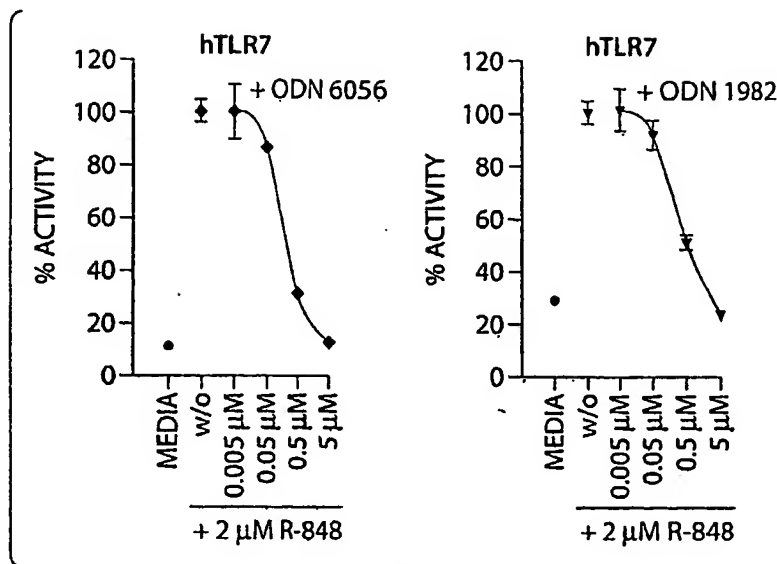 hTLR7
120
100
80
60
40
20
0
% ACTIVITY
+ ODN 6056
MEDIA
w/o
0.005 µM
0.05 µM
0.5 µM
5 µM
+ 2 µM R-848
hTLR7
120
100
80
60
40
20
0
% ACTIVITY
+ ODN 1982
MEDIA
w/o
0.005 µM
0.05 µM
0.5 µM
5 µM
+ 2 µM R-848